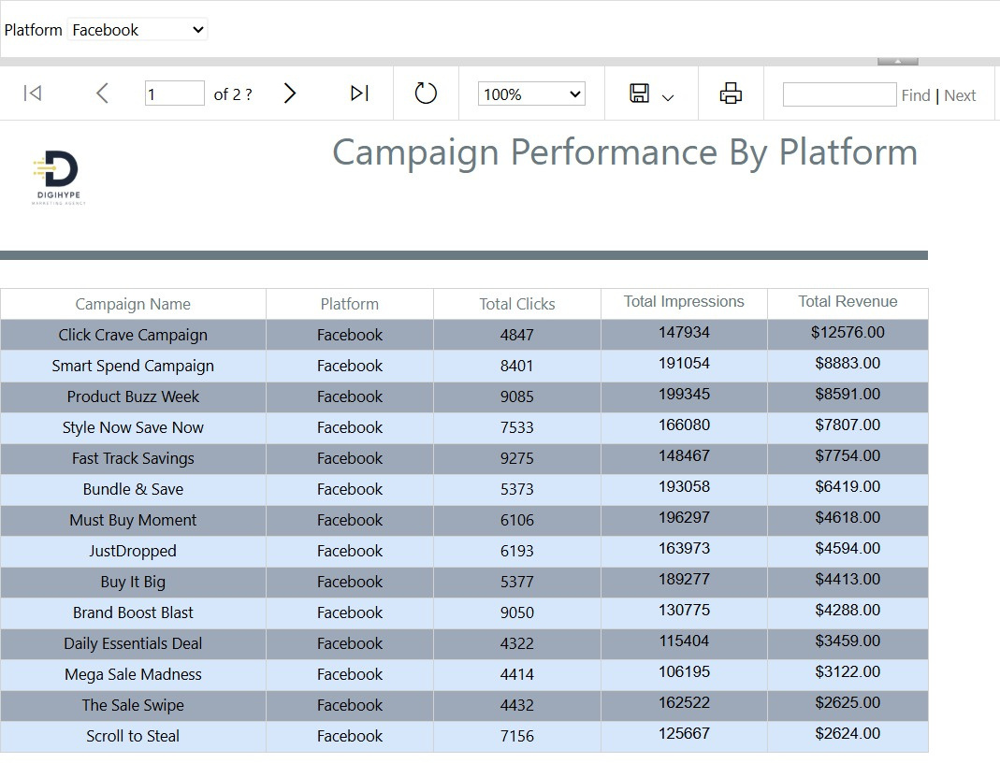 Platform Facebook
1 of 2 ? 100% Find | Next
Campaign Performance By Platform
DIGIHYPE
MARKETING AGENCY
Campaign Name Platform Total Clicks Total Impressions Total Revenue
Click Crave Campaign Facebook 4847 147934 $12576.00
Smart Spend Campaign Facebook 8401 191054 $8883.00
Product Buzz Week Facebook 9085 199345 $8591.00
Style Now Save Now Facebook 7533 166080 $7807.00
Fast Track Savings Facebook 9275 148467 $7754.00
Bundle & Save Facebook 5373 193058 $6419.00
Must Buy Moment Facebook 6106 196297 $4618.00
JustDropped Facebook 6193 163973 $4594.00
Buy It Big Facebook 5377 189277 $4413.00
Brand Boost Blast Facebook 9050 130775 $4288.00
Daily Essentials Deal Facebook 4322 115404 $3459.00
Mega Sale Madness Facebook 4414 106195 $3122.00
The Sale Swipe Facebook 4432 162522 $2625.00
Scroll to Steal Facebook 7156 125667 $2624.00